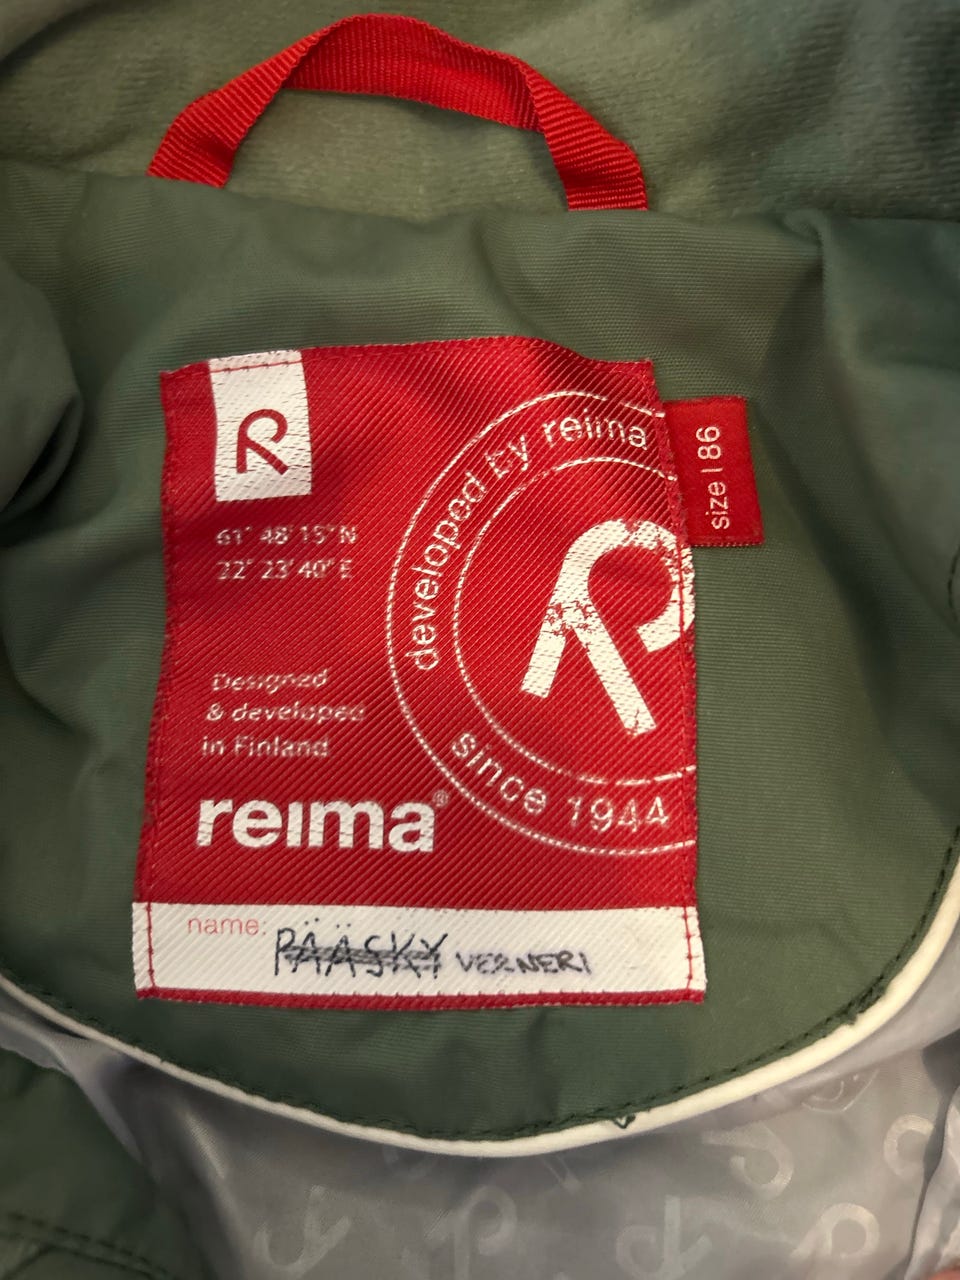 R
61° 48' 15" N
22° 23' 40" E
developed by reima
since 1944
R
size | 86
Designed
& developed
in Finland
reima®
name: PÄÄSKY VERNERI